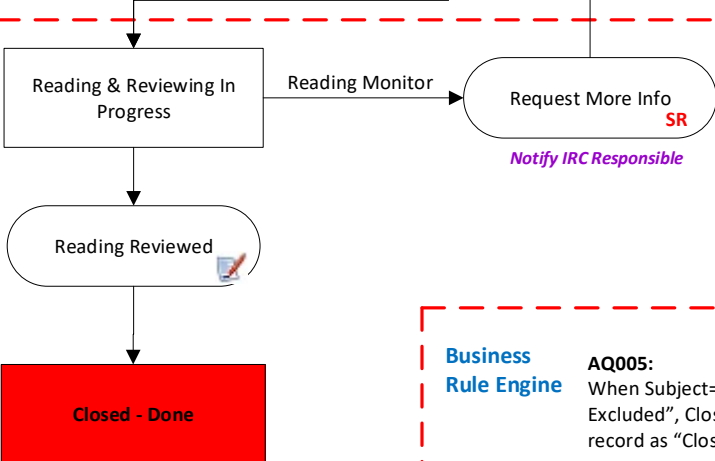 Reading & Reviewing In
Progress
Reading Monitor
Request More Info
SR
Notify IRC Responsible
Reading Reviewed
Closed - Done
Business
Rule Engine
AQ005:
When Subject=
Excluded”, Clos
record as “Clos